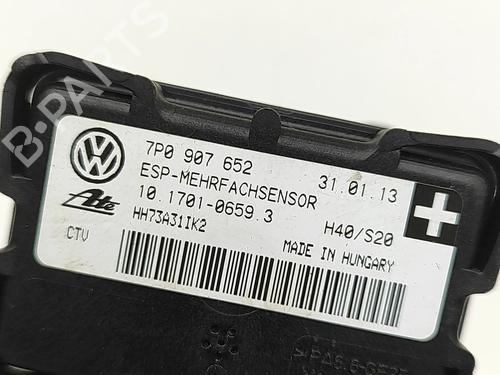 B-PARTS
7P0 907 652
ESP-MEHRFACHSENSOR
31.01.13
10.1701-0659.3
HH73A31IK2
H40/S20
CTV
MADE IN HUNGARY
Ate